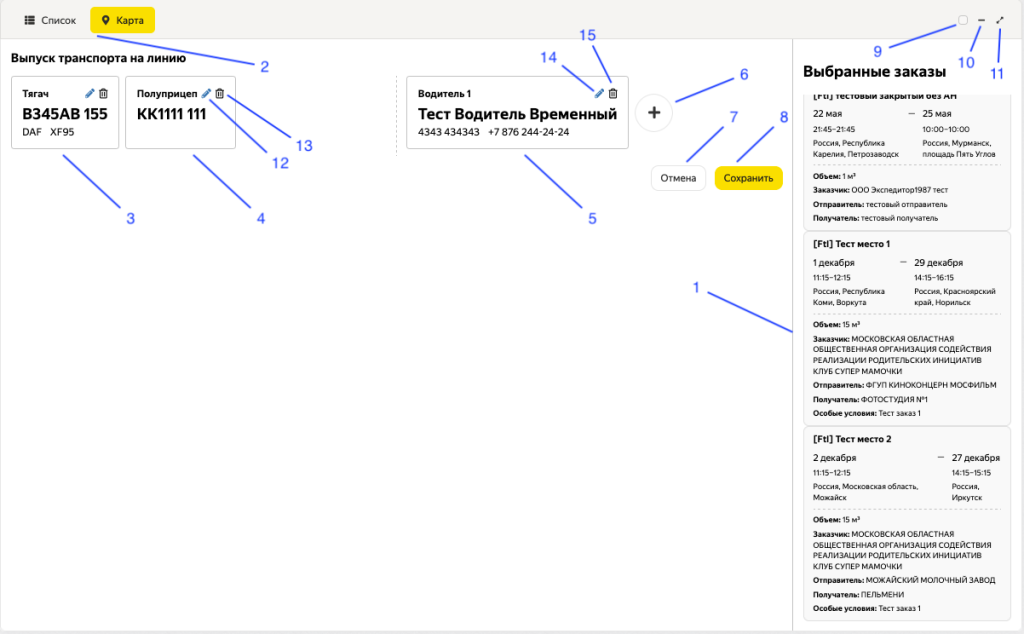 Список
Карта
Выпуск транспорта на линию
2
Тягач
В345АВ 155
DAF XF95
Полуприцеп
КК1111 111
Водитель 1
Тест Водитель Временный
4343 434343 +7 876 244-24-24
+
Отмена
Сохранить
15
14
6
7
8
13
12
3
4
5
1
9
10
11
Выбранные заказы
[Ftl] Тестовый закрытый без АН
22 мая — 25 мая
21:45–21:45 10:00–10:00
Россия, Республика Россия, Мурманск,
Карелия, Петрозаводск площадь Пять Углов
Объем: 1 м³
Заказчик: ООО Экспедитор1987 тест
Отправитель: тестовый отправитель
Получатель: тестовый получатель
[Ftl] Тест место 1
1 декабря — 29 декабря
11:15–12:15 14:15–16:15
Россия, Республика Россия, Красноярский
Коми, Воркута край, Норильск
Объем: 15 м³
Заказчик: МОСКОВСКАЯ ОБЛАСТНАЯ
ОБЩЕСТВЕННАЯ ОРГАНИЗАЦИЯ СОДЕЙСТВИЯ
РЕАЛИЗАЦИИ РОДИТЕЛЬСКИХ ИНИЦИАТИВ
КЛУБ СУПЕР МАМОЧКИ
Отправитель: ФГУП КИНОКОНЦЕРН МОСФИЛЬМ
Получатель: ФОТОСТУДИЯ №1
Особые условия: Тест заказ 1
[Ftl] Тест место 2
2 декабря — 27 декабря
11:15–12:15 14:15–15:15
Россия, Московская область, Россия,
Можайск Иркутск
Объем: 15 м³
Заказчик: МОСКОВСКАЯ ОБЛАСТНАЯ
ОБЩЕСТВЕННАЯ ОРГАНИЗАЦИЯ СОДЕЙСТВИЯ
РЕАЛИЗАЦИИ РОДИТЕЛЬСКИХ ИНИЦИАТИВ
КЛУБ СУПЕР МАМОЧКИ
Отправитель: МОЖАЙСКИЙ МОЛОЧНЫЙ ЗАВОД
Получатель: ПЕЛЬМЕНИ
Особые условия: Тест заказ 1